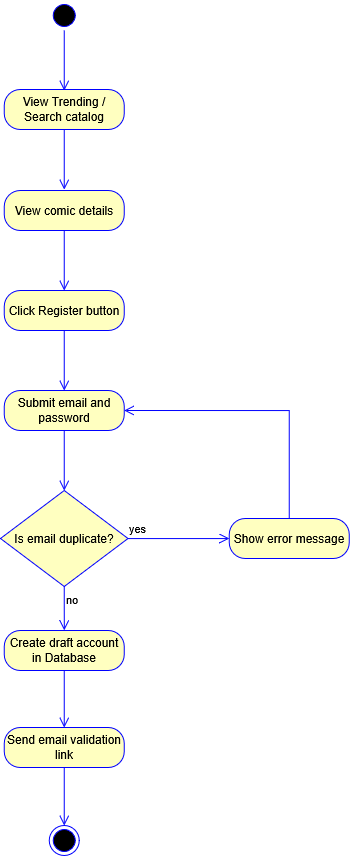 View Trending /
Search catalog
View comic details
Click Register button
Submit email and
password
Is email duplicate?
yes
Show error message
no
Create draft account
in Database
Send email validation
link